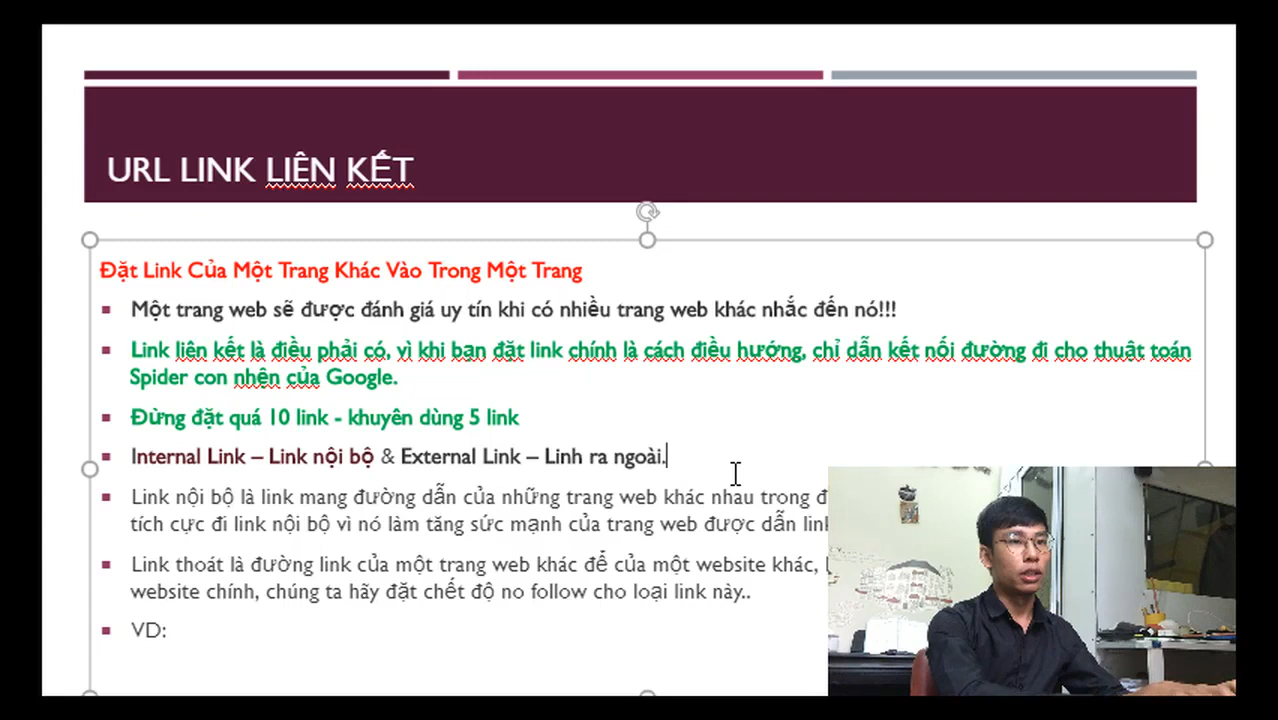 URL LINK LIÊN KẾT
Đặt Link Của Một Trang Khác Vào Trong Một Trang
Một trang web sẽ được đánh giá uy tín khi có nhiều trang web khác nhắc đến nó!!!
Link liên kết là điều phải có, vì khi bạn đặt link chính là cách điều hướng, chỉ dẫn kết nối đường đi cho thuật toán
Spider con nhện của Google.
Đừng đặt quá 10 link - khuyên dùng 5 link
Internal Link – Link nội bộ & External Link – Linh ra ngoài.
Link nội bộ là link mang đường dẫn của những trang web khác nhau trong
tích cực đi link nội bộ vì nó làm tăng sức mạnh của trang web được dẫn link
Link thoát là đường link của một trang web khác để của một website khác,
website chính, chúng ta hãy đặt chết độ no follow cho loại link này..
VD: